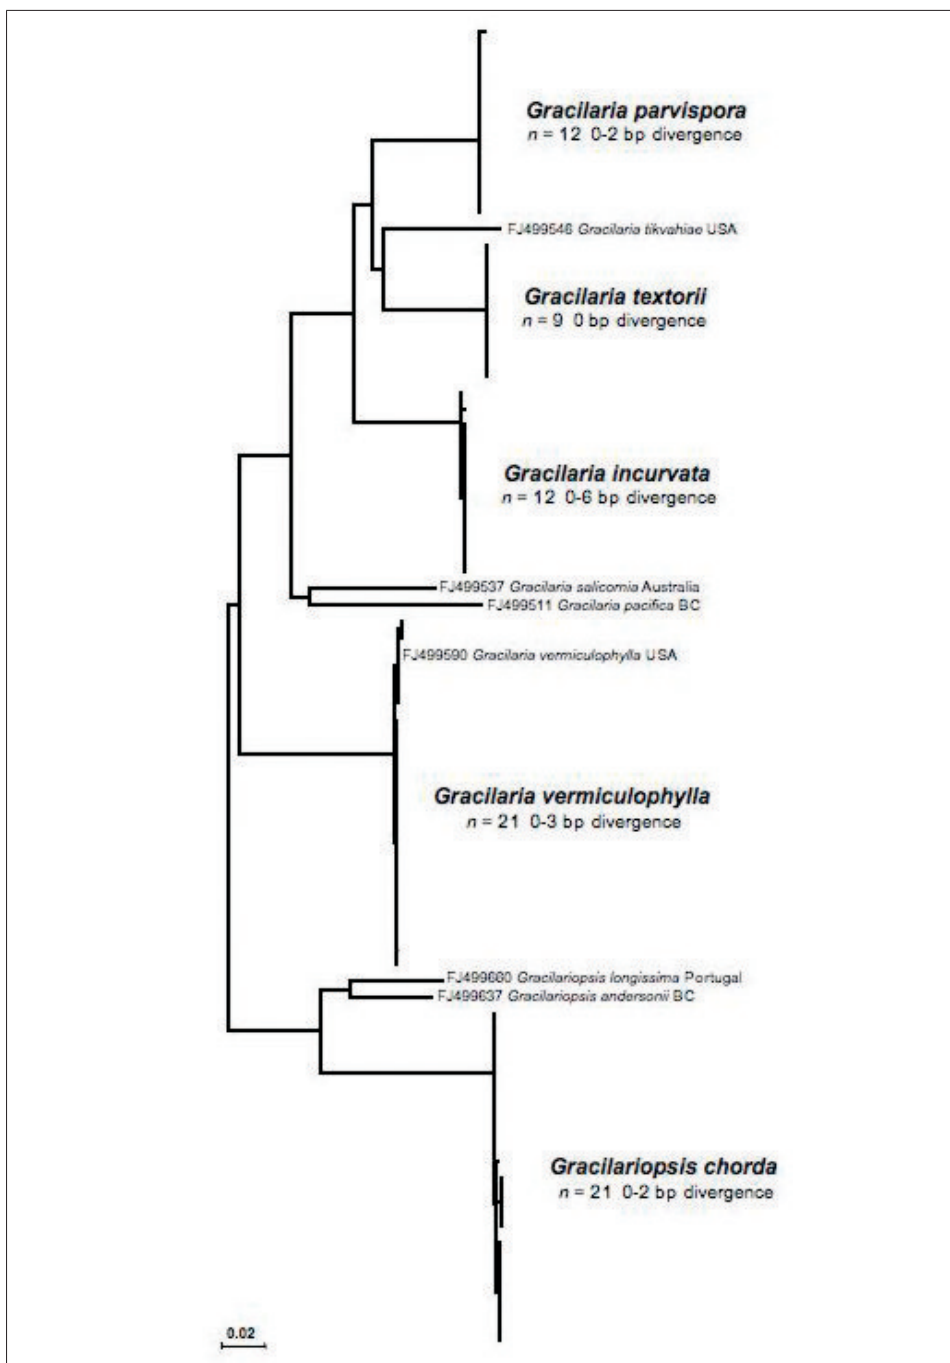 Gracilaria parvispora
n = 12 0-2 bp divergence
FJ499546 Gracilaria tikvahiae USA
Gracilaria textorii
n = 9 0 bp divergence
Gracilaria incurvata
n = 12 0-6 bp divergence
FJ499537 Gracilaria salicornia Australia
FJ499511 Gracilaria pacifica BC
FJ499590 Gracilaria vermiculophylla USA
Gracilaria vermiculophylla
n = 21 0-3 bp divergence
FJ499660 Gracilariopsis longissima Portugal
FJ499637 Gracilariopsis andersonii BC
Gracilariopsis chorda
n = 21 0-2 bp divergence
0.02